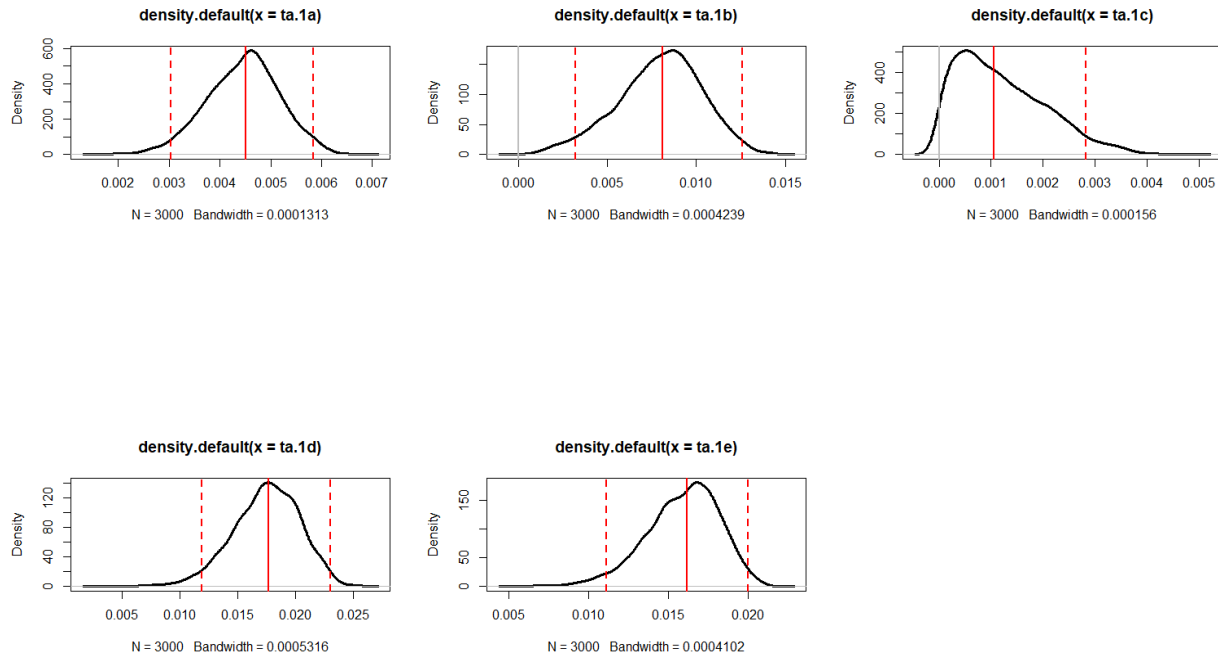 density.default(x = ta.1a)
Density
0 200 400 600
0.002 0.003 0.004 0.005 0.006 0.007
N = 3000 Bandwidth = 0.0001313
density.default(x = ta.1b)
Density
0 50 100
0.000 0.005 0.010 0.015
N = 3000 Bandwidth = 0.0004239
density.default(x = ta.1c)
Density
0 200 400
0.000 0.001 0.002 0.003 0.004 0.005
N = 3000 Bandwidth = 0.000156
density.default(x = ta.1d)
Density
0 40 80 120
0.005 0.010 0.015 0.020 0.025
N = 3000 Bandwidth = 0.0005316
density.default(x = ta.1e)
Density
0 50 150
0.005 0.010 0.015 0.020
N = 3000 Bandwidth = 0.0004102